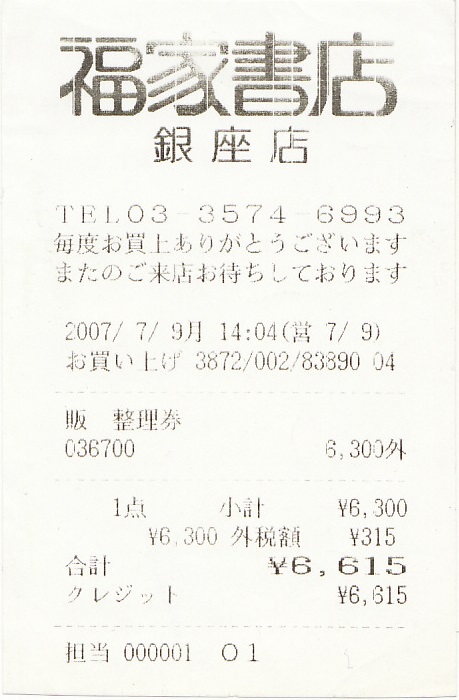 福家書店
銀座店
TEL03-3574-6993
毎度お買上ありがとうございます
またのご来店お待ちしております
2007/ 7/ 9月 14:04(営 7/ 9)
お買い上げ 3872/002/83890 04
販 整理券
036700 6,300外
1点 小計 ¥6,300
¥6,300 外税額 ¥315
合計 ¥6,615
クレジット ¥6,615
担当 000001 01